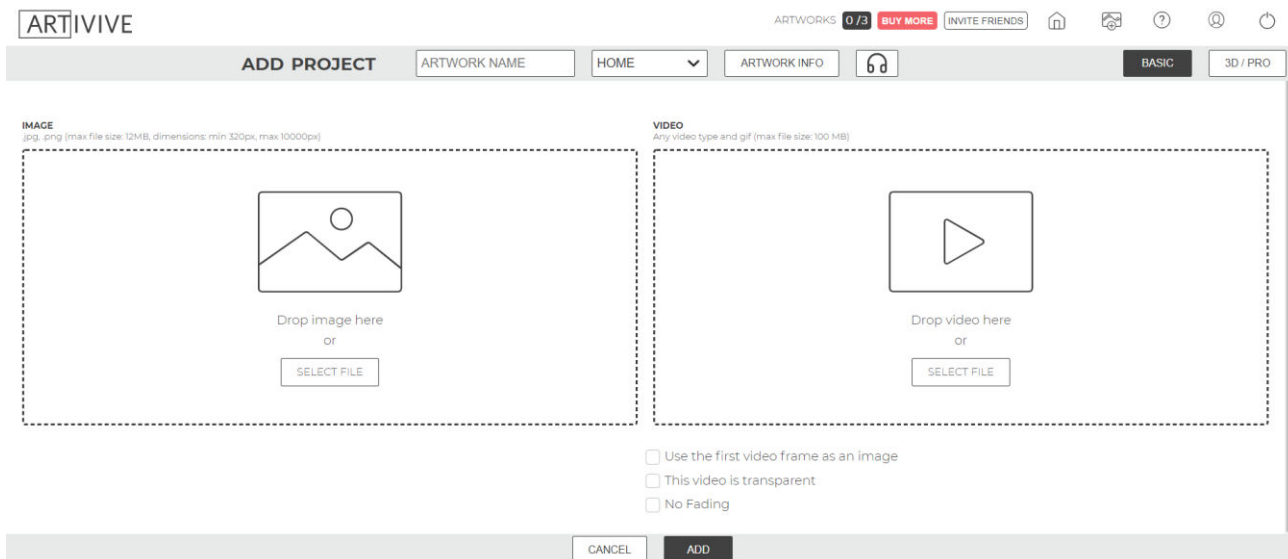 ARTIVIVE
ARTWORKS 0 /3 BUY MORE INVITE FRIENDS ?
ADD PROJECT ARTWORK NAME HOME ARTWORK INFO BASIC 3D / PRO
IMAGE
.jpg, .png (max file size: 12MB, dimensions: min 320px, max 10000px)
Drop image here
or
SELECT FILE
VIDEO
Any video type and gif (max file size: 100 MB)
Drop video here
or
SELECT FILE
Use the first video frame as an image
This video is transparent
No Fading
CANCEL ADD